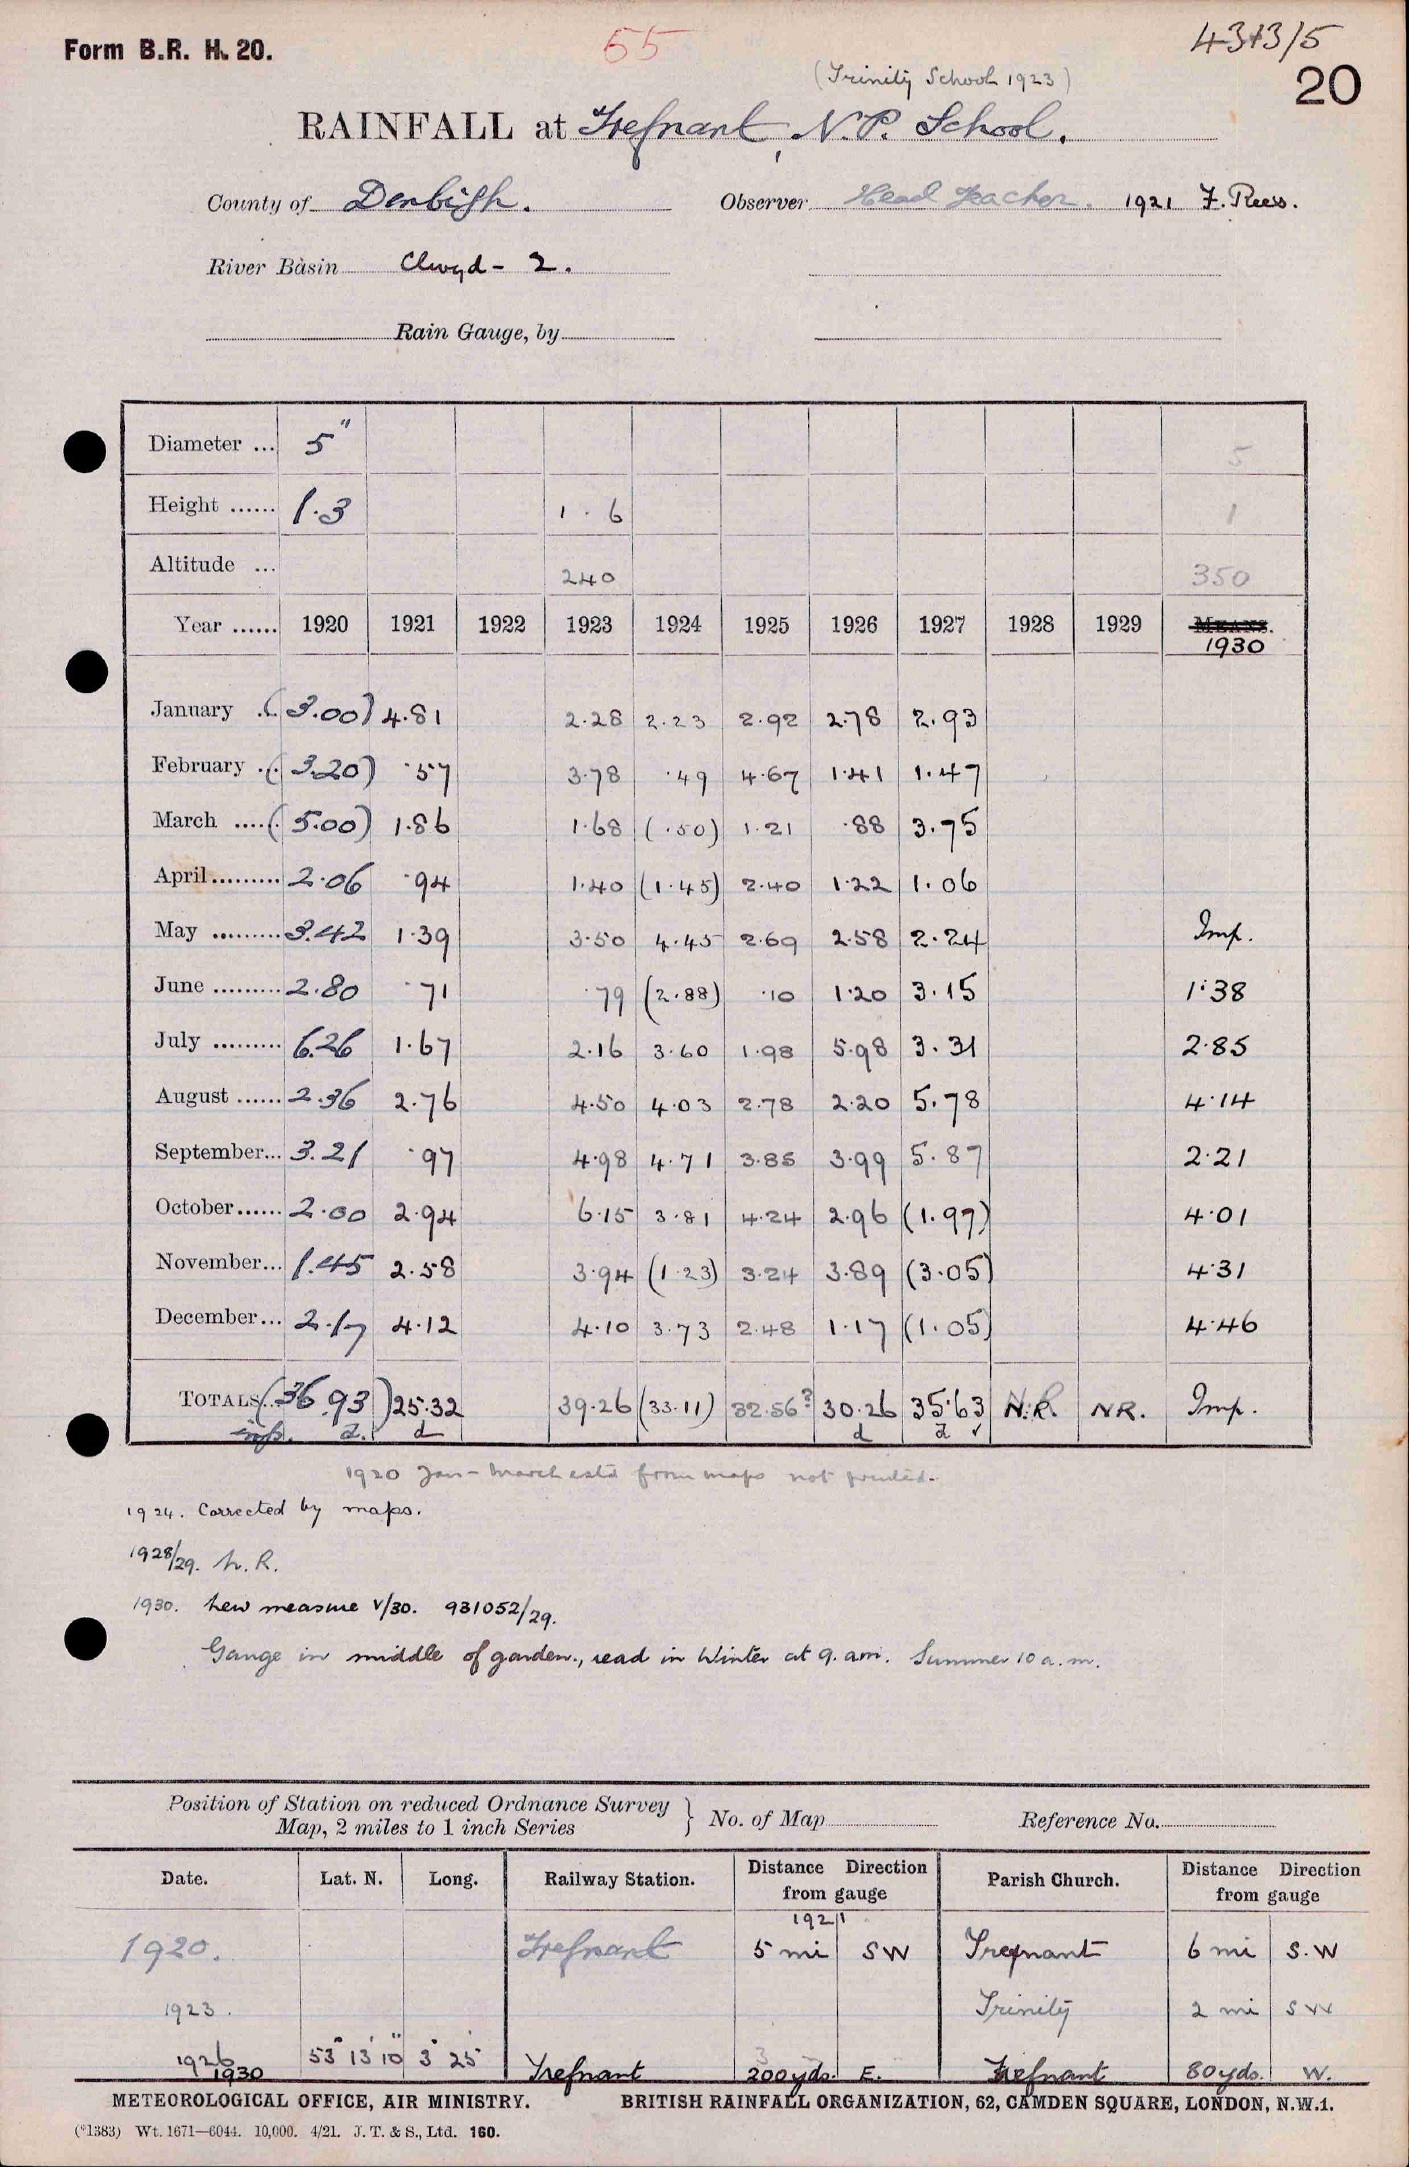 Form B.R. H. 20.
55
4343/5
20
(Trinity School 1923)
RAINFALL at Trefnant, N.P. School.
County of Denbigh. Observer Head Teacher. 1921 F. Rees.
River Basin Clwyd - 2.
Rain Gauge, by
Diameter ... 5" 5
Height ...... 1.3 1.6 1
Altitude ... 240 350
Year ...... 1920 1921 1922 1923 1924 1925 1926 1927 1928 1929 MEANS. 1930
January ... (3.00) 4.81 2.28 2.23 2.92 2.78 2.93
February ... (3.20) .57 3.78 .49 4.67 1.41 1.47
March .... (5.00) 1.86 1.68 (.50) 1.21 .88 3.75
April ......... 2.06 .94 1.40 (1.45) 2.40 1.22 1.06
May ......... 3.42 1.39 3.50 4.45 2.69 2.58 2.24 Imp.
June ......... 2.80 .71 .79 (2.88) .10 1.20 3.15 1.38
July ......... 6.26 1.67 2.16 3.60 1.98 5.98 3.31 2.85
August ...... 2.36 2.76 4.50 4.03 2.78 2.20 5.78 4.14
September... 3.21 .97 4.98 4.71 3.85 3.99 5.87 2.21
October...... 2.00 2.94 6.15 3.81 4.24 2.96 (1.97) 4.01
November... 1.45 2.58 3.94 (1.23) 3.24 3.89 (3.05) 4.31
December... 2.17 4.12 4.10 3.73 2.48 1.17 (1.05) 4.46
TOTALS... (36.93) 25.32 39.26 (33.11) 32.56? 30.26 35.63 N.R. N.R. Imp.
d. d d d ✓
1920 Jan - March estd from maps not printed.
1924. Corrected by maps.
1928/29. N.R.
1930. New measure V/30. 931052/29.
Gauge in middle of garden, read in Winter at 9.am. Summer 10 a.m.
Position of Station on reduced Ordnance Survey
Map, 2 miles to 1 inch Series } No. of Map Reference No.
Date. Lat. N. Long. Railway Station. Distance Direction from gauge Parish Church. Distance Direction from gauge
1921
1920. Trefnant 5 mi SW Trefnant 6 mi S.W
1923. Trinity 2 mi SW
1926 53° 13' 10" 3° 25'
1930 Trefnant 200 yds. E. Trefnant 80 yds. W.
METEOROLOGICAL OFFICE, AIR MINISTRY. BRITISH RAINFALL ORGANIZATION, 62, CAMDEN SQUARE, LONDON, N.W.1.
(*1383) Wt. 1671—6044. 10,000. 4/21. J. T. & S., Ltd. 160.